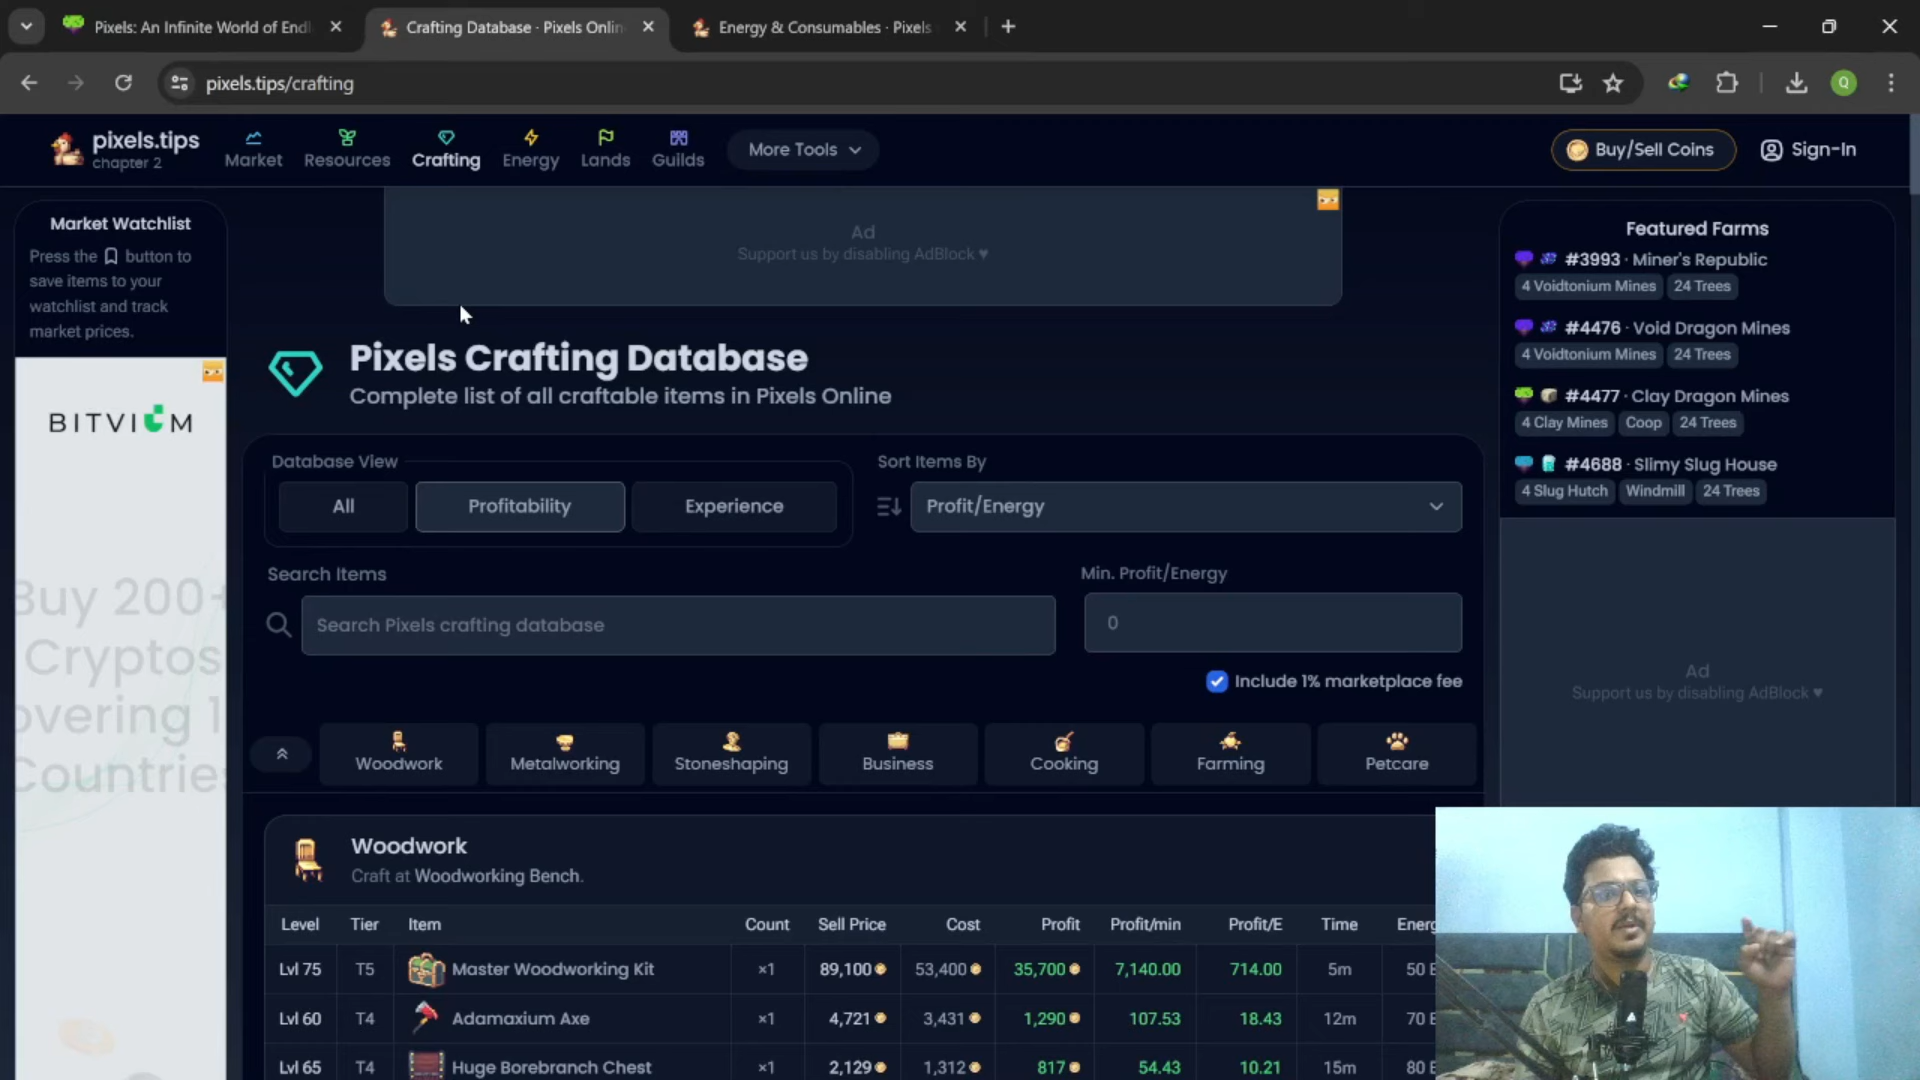 Pixels: An Infinite World of Endl
Crafting Database · Pixels Onlin
Energy & Consumables · Pixels
pixels.tips/crafting
Q
pixels.tips
chapter 2
Market
Resources
Crafting
Energy
Lands
Guilds
More Tools
Buy/Sell Coins
Sign-In
Market Watchlist
Press the button to
save items to your
watchlist and track
market prices.
BITVIUM
Buy 200+
Cryptos
overing 1
Countries
Ad
Support us by disabling AdBlock ♥
Pixels Crafting Database
Complete list of all craftable items in Pixels Online
Database View
All
Profitability
Experience
Sort Items By
Profit/Energy
Search Items
Search Pixels crafting database
Min. Profit/Energy
0
Include 1% marketplace fee
Woodwork
Metalworking
Stoneshaping
Business
Cooking
Farming
Petcare
Woodwork
Craft at Woodworking Bench.
Level Tier Item Count Sell Price Cost Profit Profit/min Profit/E Time Energ
Lvl 75 T5 Master Woodworking Kit ×1 89,100 53,400 35,700 7,140.00 714.00 5m 50 E
Lvl 60 T4 Adamaxium Axe ×1 4,721 3,431 1,290 107.53 18.43 12m 70 E
Lvl 65 T4 Huge Borebranch Chest ×1 2,129 1,312 817 54.43 10.21 15m 80 E
Featured Farms
#3993 · Miner's Republic
4 Voidtonium Mines 24 Trees
#4476 · Void Dragon Mines
4 Voidtonium Mines 24 Trees
#4477 · Clay Dragon Mines
4 Clay Mines Coop 24 Trees
#4688 · Slimy Slug House
4 Slug Hutch Windmill 24 Trees
Ad
Support us by disabling AdBlock ♥